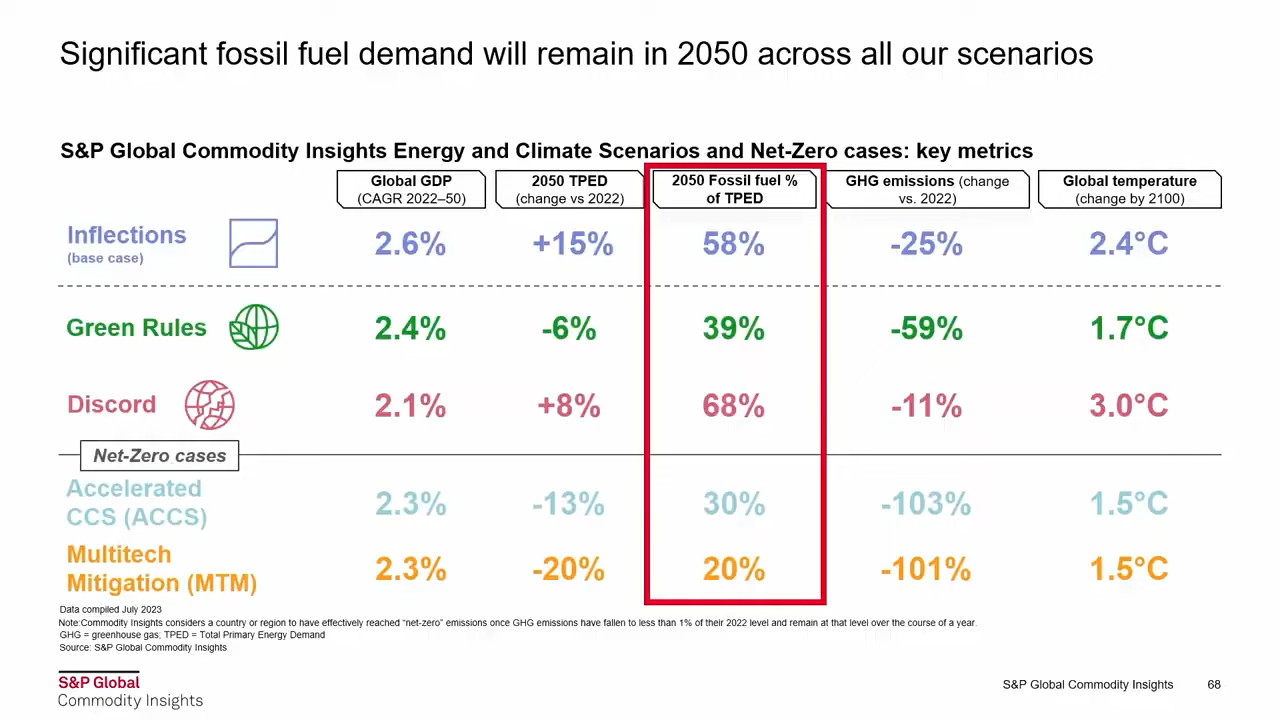 Significant fossil fuel demand will remain in 2050 across all our scenarios
S&P Global Commodity Insights Energy and Climate Scenarios and Net-Zero cases: key metrics
Global GDP
(CAGR 2022–50)
2050 TPED
(change vs 2022)
2050 Fossil fuel %
of TPED
GHG emissions (change
vs. 2022)
Global temperature
(change by 2100)
Inflections
(base case)
2.6% +15% 58% -25% 2.4°C
Green Rules 2.4% -6% 39% -59% 1.7°C
Discord 2.1% +8% 68% -11% 3.0°C
Net-Zero cases
Accelerated
CCS (ACCS)
2.3% -13% 30% -103% 1.5°C
Multitech
Mitigation (MTM)
2.3% -20% 20% -101% 1.5°C
Data compiled July 2023
Note:Commodity Insights considers a country or region to have effectively reached “net-zero” emissions once GHG emissions have fallen to less than 1% of their 2022 level and remain at that level over the course of a year.
GHG = greenhouse gas; TPED = Total Primary Energy Demand
Source: S&P Global Commodity Insights
S&P Global
Commodity Insights
S&P Global Commodity Insights 68